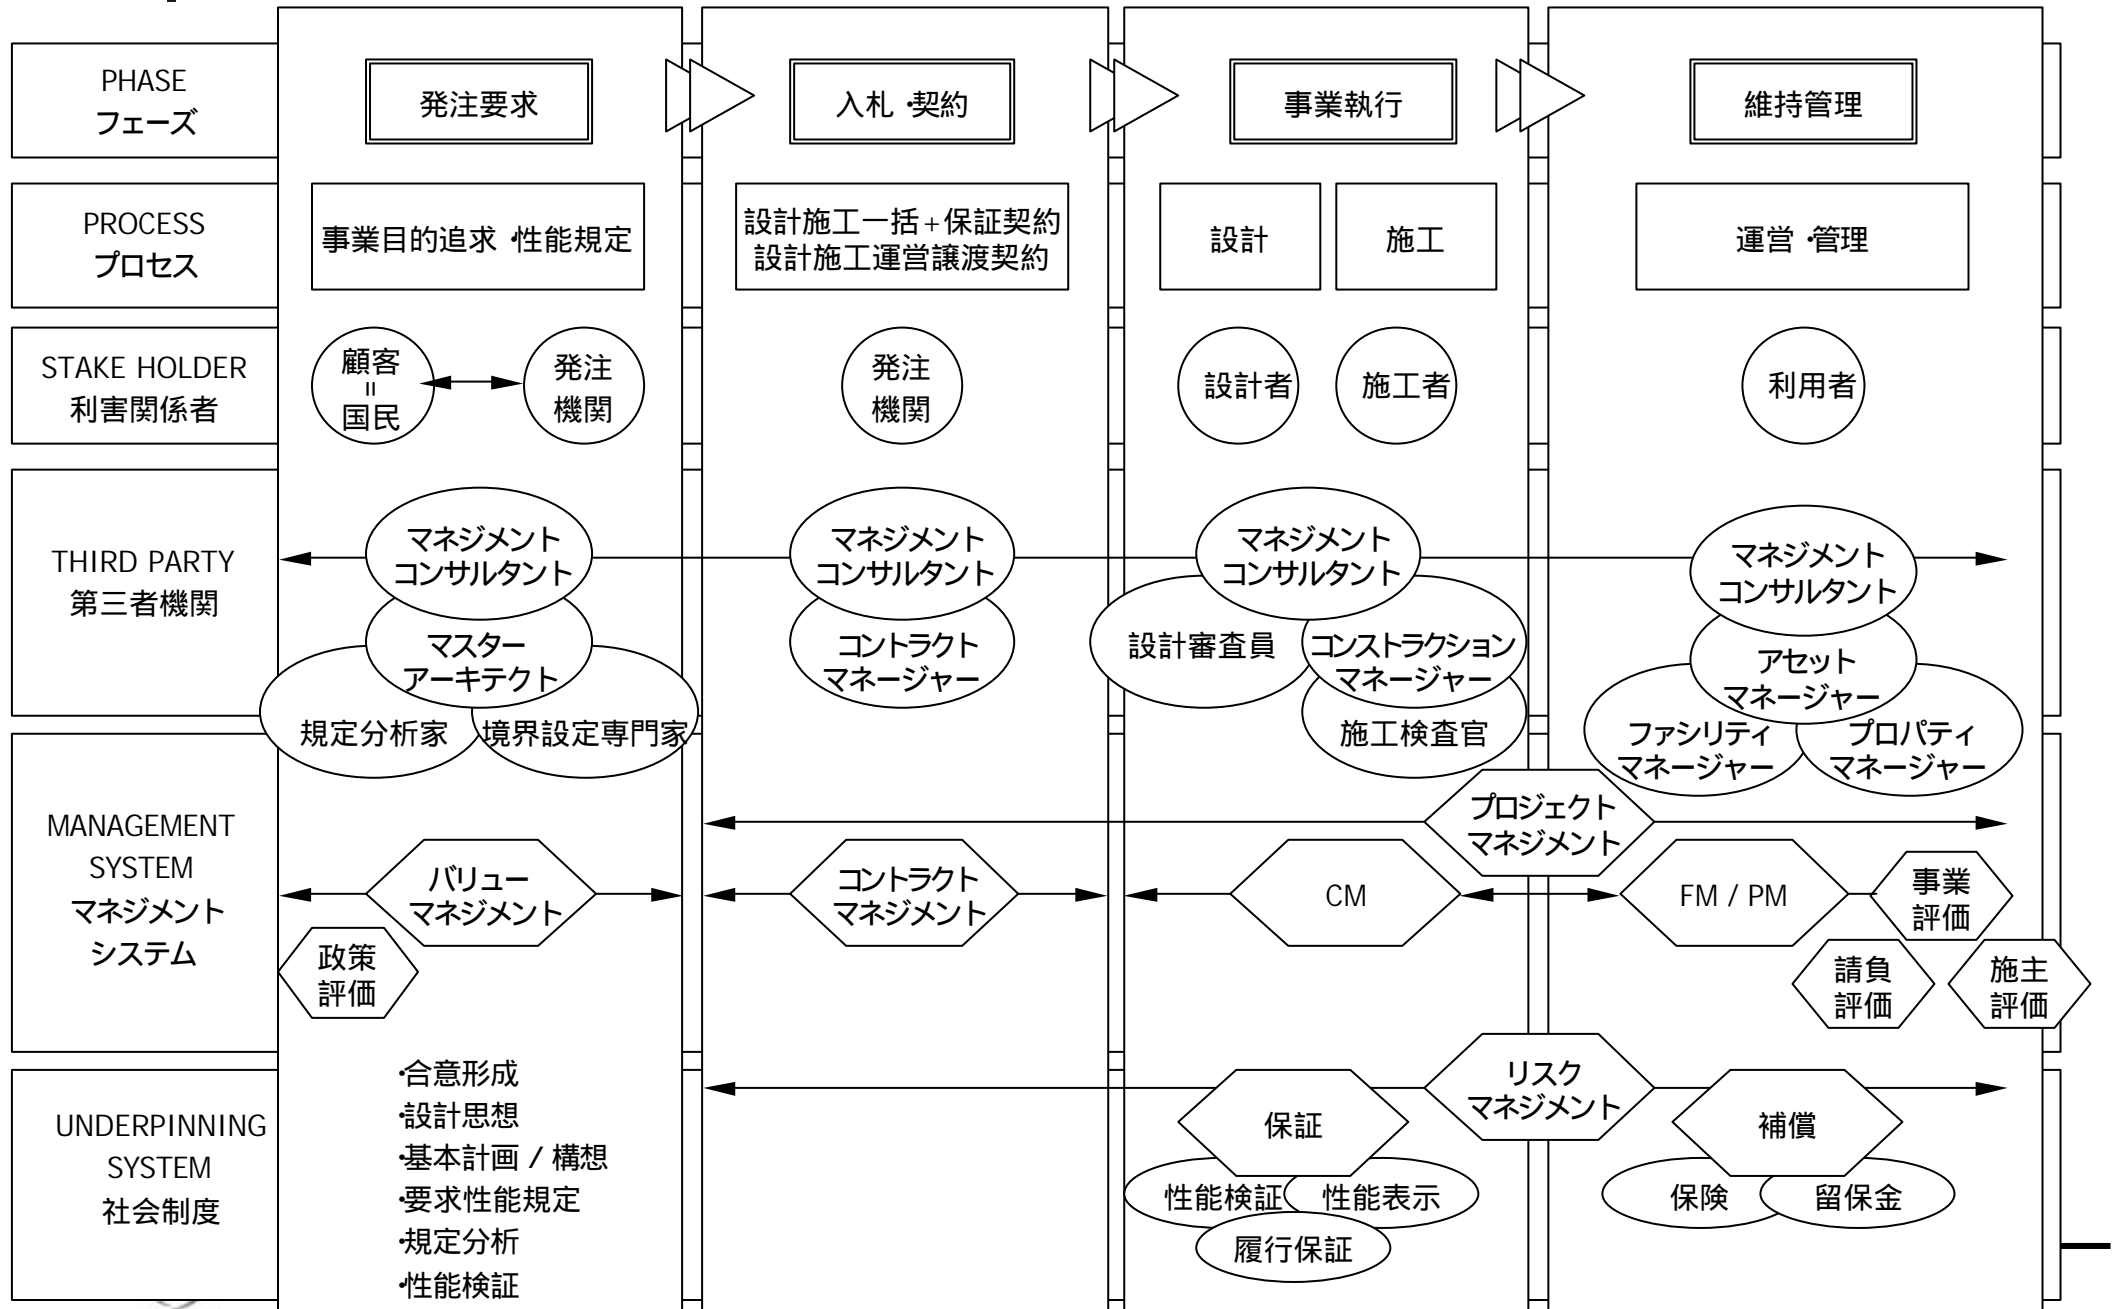 PHASE
フェーズ
発注要求
入札・契約
事業執行
維持管理
PROCESS
プロセス
事業目的追求・性能規定
設計施工一括+保証契約
設計施工運営譲渡契約
設計
施工
運営・管理
STAKE HOLDER
利害関係者
顧客
=
国民
発注
機関
発注
機関
設計者
施工者
利用者
THIRD PARTY
第三者機関
マネジメント
コンサルタント
マスター
アーキテクト
規定分析家
境界設定専門家
マネジメント
コンサルタント
コントラクト
マネージャー
マネジメント
コンサルタント
設計審査員
コンストラクション
マネージャー
施工検査官
マネジメント
コンサルタント
アセット
マネージャー
ファシリティ
マネージャー
プロパティ
マネージャー
MANAGEMENT
SYSTEM
マネジメント
システム
プロジェクト
マネジメント
バリュー
マネジメント
コントラクト
マネジメント
CM
FM / PM
事業
評価
政策
評価
請負
評価
施主
評価
UNDERPINNING
SYSTEM
社会制度
・合意形成
・設計思想
・基本計画 / 構想
・要求性能規定
・規定分析
・性能検証
リスク
マネジメント
保証
補償
性能検証
性能表示
履行保証
保険
留保金